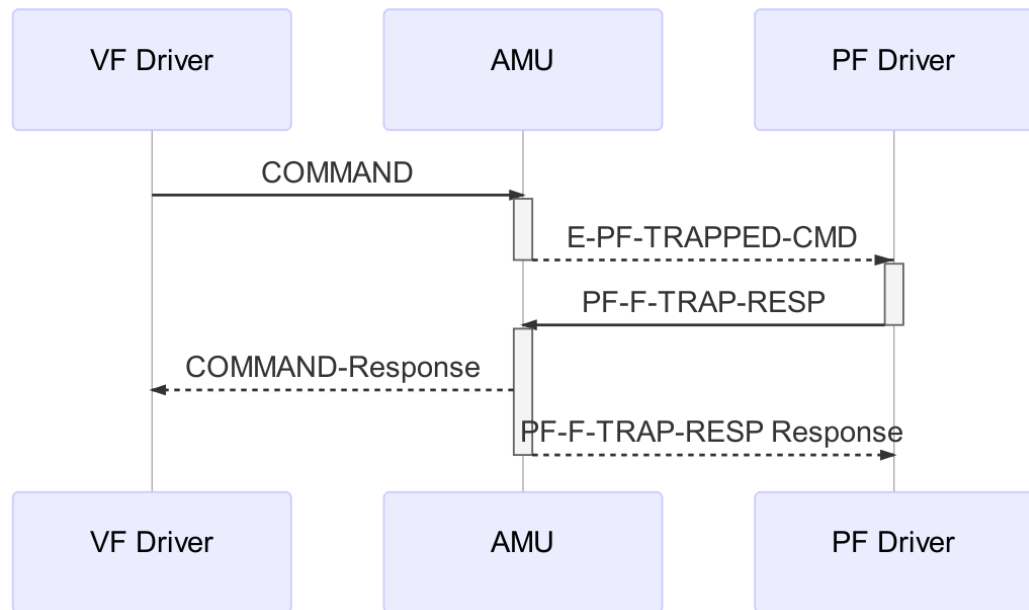 VF Driver
AMU
PF Driver
COMMAND
E-PF-TRAPPED-CMD
PF-F-TRAP-RESP
COMMAND-Response
PF-F-TRAP-RESP Response
VF Driver
AMU
PF Driver